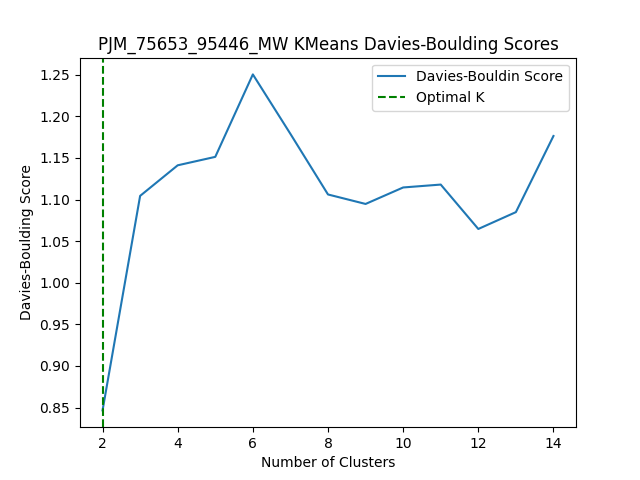 PJM_75653_95446_MW KMeans Davies-Boulding Scores
Davies-Bouldin Score
Optimal K
Davies-Boulding Score
1.25
1.20
1.15
1.10
1.05
1.00
0.95
0.90
0.85
2 4 6 8 10 12 14
Number of Clusters